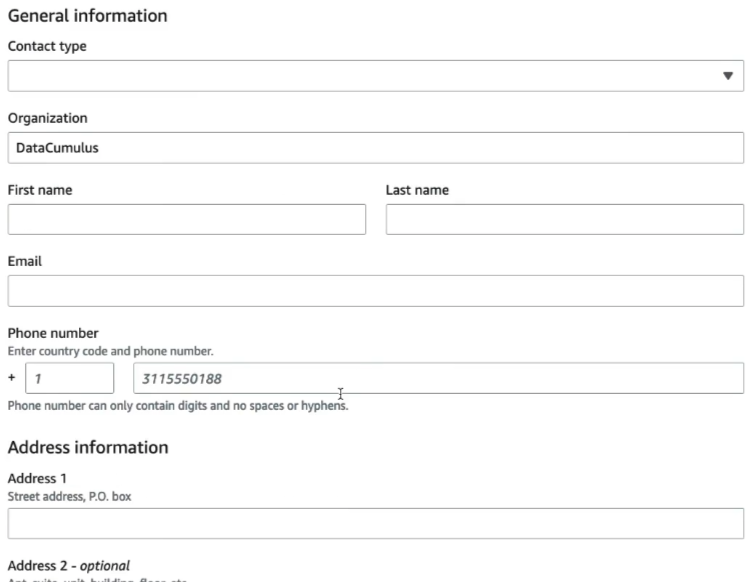 General information
Contact type
Organization
DataCumulus
First name
Last name
Email
Phone number
Enter country code and phone number.
+ 1 3115550188
Phone number can only contain digits and no spaces or hyphens.
Address information
Address 1
Street address, P.O. box
Address 2 - optional